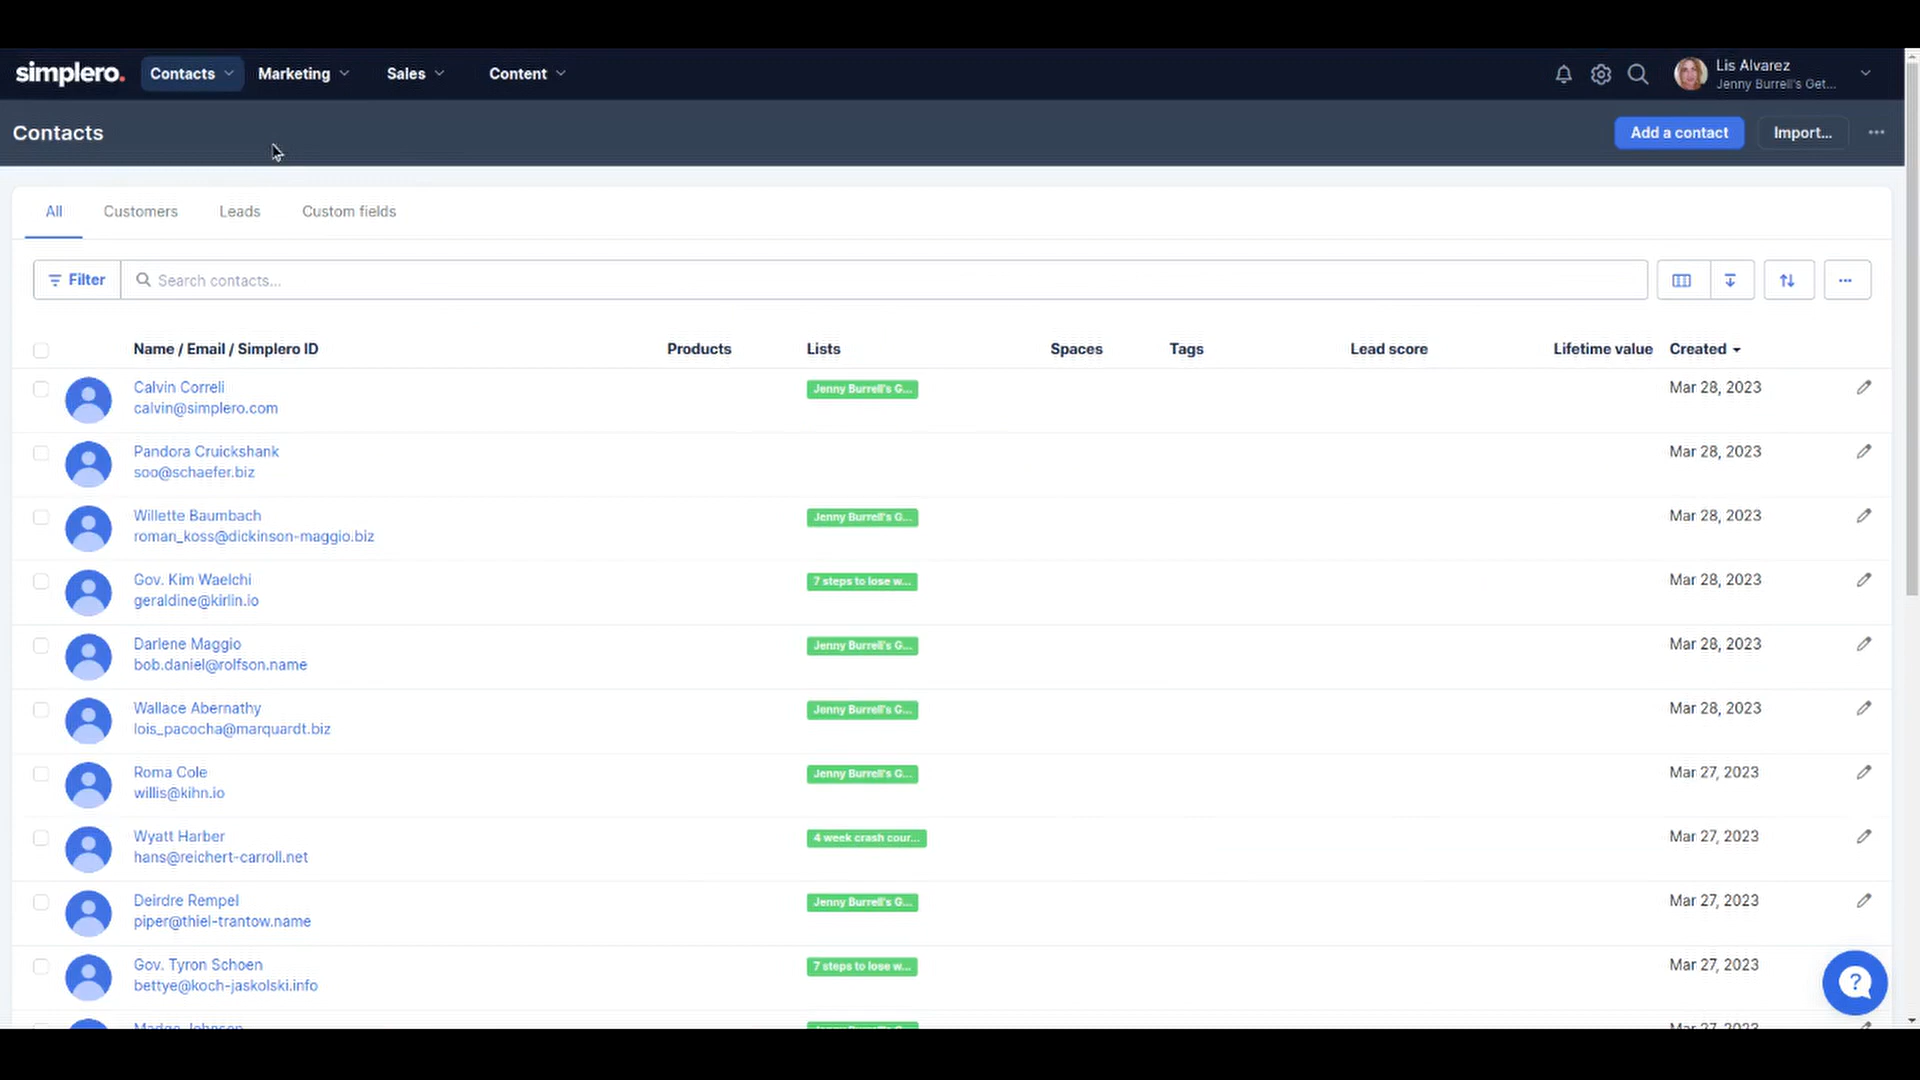 simplero.
Contacts
Marketing
Sales
Content
Lis Alvarez
Jenny Burrell's Get...
Contacts
Add a contact
Import...
All
Customers
Leads
Custom fields
Filter
Search contacts...
Name / Email / Simplero ID
Products
Lists
Spaces
Tags
Lead score
Lifetime value
Created
Calvin Correli
calvin@simplero.com
Jenny Burrell's G...
Mar 28, 2023
Pandora Cruickshank
soo@schaefer.biz
Mar 28, 2023
Willette Baumbach
roman_koss@dickinson-maggio.biz
Jenny Burrell's G...
Mar 28, 2023
Gov. Kim Waelchi
geraldine@kirlin.io
7 steps to lose w...
Mar 28, 2023
Darlene Maggio
bob.daniel@rolfson.name
Jenny Burrell's G...
Mar 28, 2023
Wallace Abernathy
lois_pacocha@marquardt.biz
Jenny Burrell's G...
Mar 28, 2023
Roma Cole
willis@kihn.io
Jenny Burrell's G...
Mar 27, 2023
Wyatt Harber
hans@reichert-carroll.net
4 week crash cour...
Mar 27, 2023
Deirdre Rempel
piper@thiel-trantow.name
Jenny Burrell's G...
Mar 27, 2023
Gov. Tyron Schoen
bettye@koch-jaskolski.info
7 steps to lose w...
Mar 27, 2023